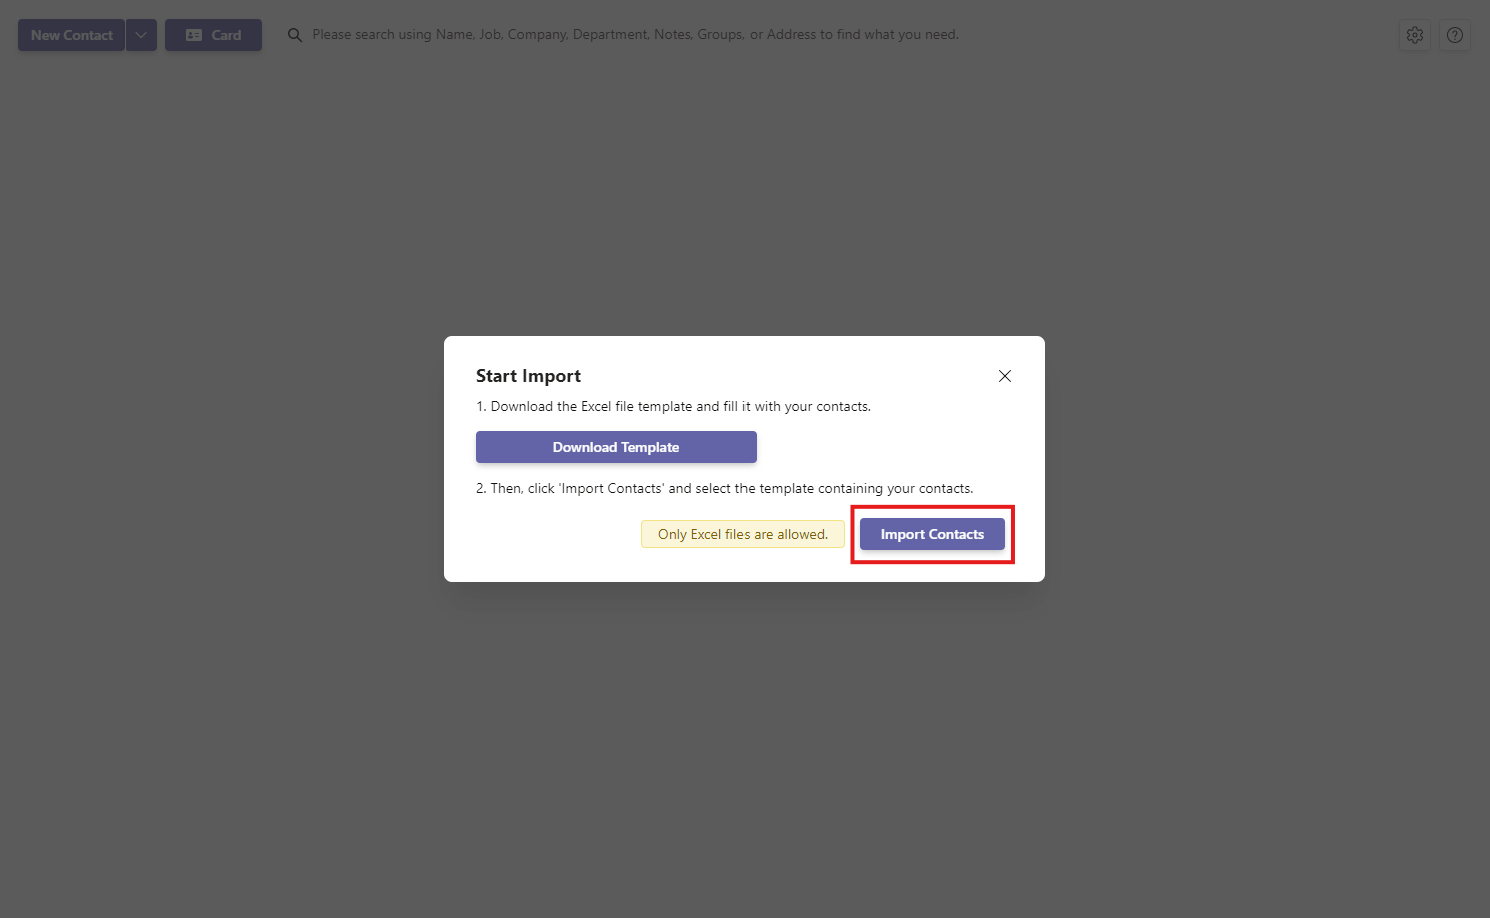 New Contact
Card
Please search using Name, Job, Company, Department, Notes, Groups, or Address to find what you need.
Start Import
1. Download the Excel file template and fill it with your contacts.
Download Template
2. Then, click 'Import Contacts' and select the template containing your contacts.
Only Excel files are allowed.
Import Contacts